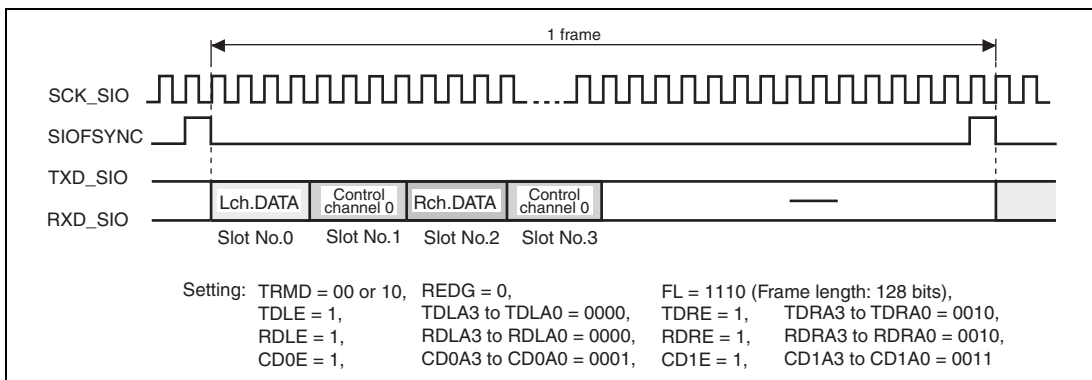 1 frame
SCK_SIO
SIOFSYNC
TXD_SIO
RXD_SIO
Lch.DATA
Control
channel 0
Rch.DATA
Control
channel 0
Slot No.0 Slot No.1 Slot No.2 Slot No.3
Setting: TRMD = 00 or 10, REDG = 0, FL = 1110 (Frame length: 128 bits),
TDLE = 1, TDLA3 to TDLA0 = 0000, TDRE = 1, TDRA3 to TDRA0 = 0010,
RDLE = 1, RDLA3 to RDLA0 = 0000, RDRE = 1, RDRA3 to RDRA0 = 0010,
CD0E = 1, CD0A3 to CD0A0 = 0001, CD1E = 1, CD1A3 to CD1A0 = 0011